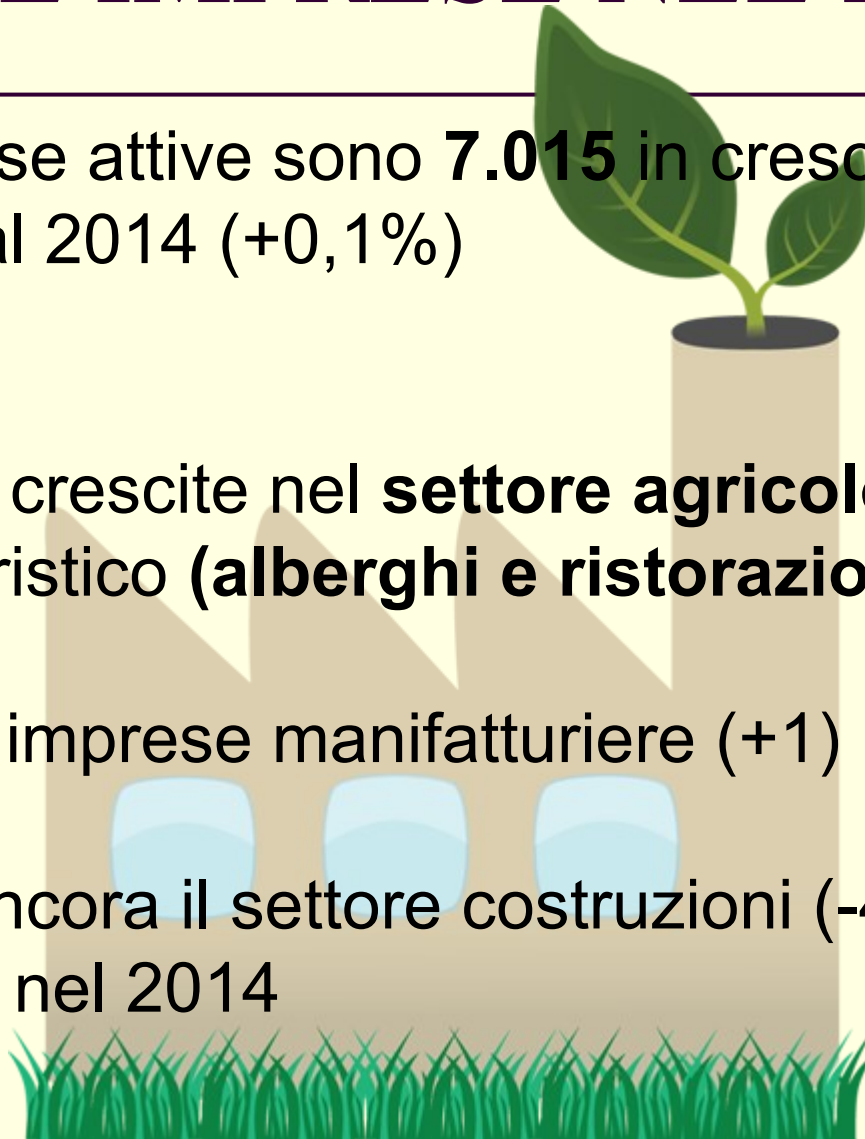 se attive sono 7.015 in cresc
al 2014 (+0,1%)
crescite nel settore agricol
ristico (alberghi e ristorazio
imprese manifatturiere (+1)
ncora il settore costruzioni (-4
nel 2014